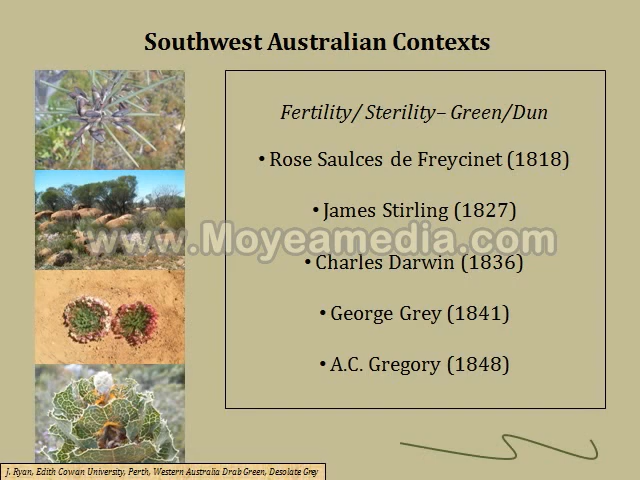 Southwest Australian Contexts
Fertility/ Sterility– Green/Dun
• Rose Saulces de Freycinet (1818)
• James Stirling (1827)
www.Moyeamedia.com
• Charles Darwin (1836)
• George Grey (1841)
• A.C. Gregory (1848)
J. Ryan, Edith Cowan University, Perth, Western Australia Drab Green, Desolate Grey